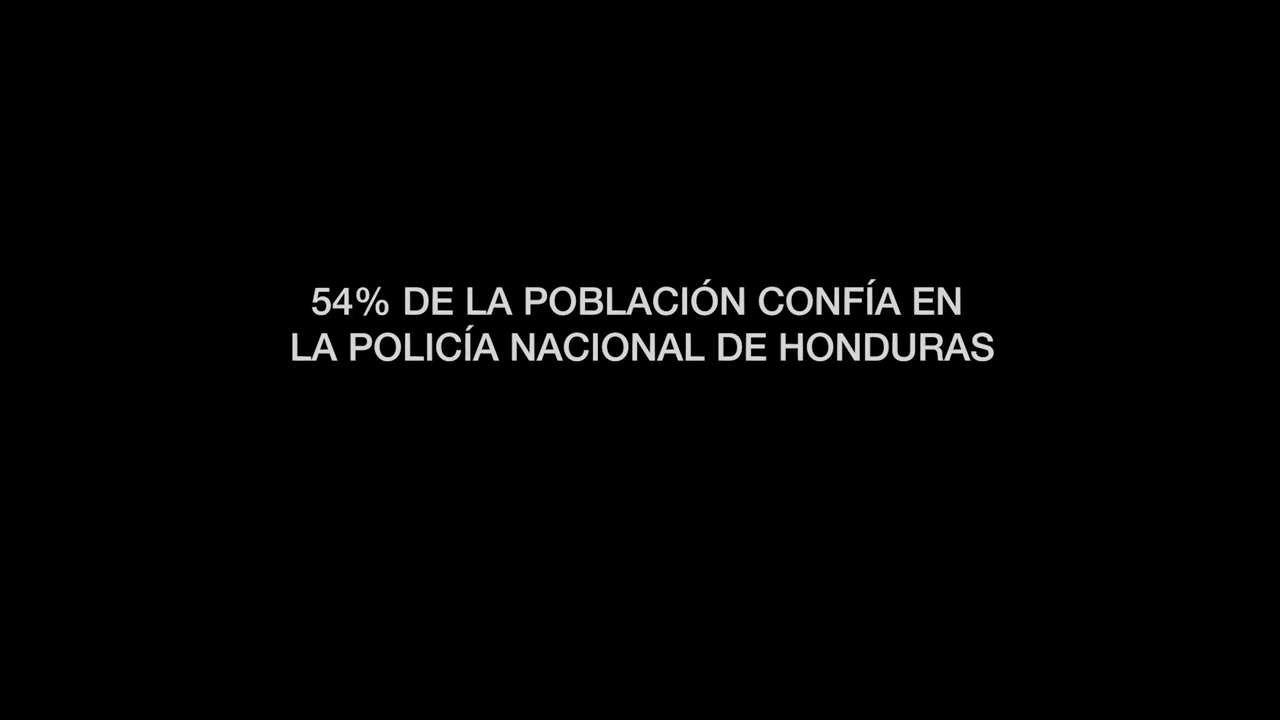 54% DE LA POBLACIÓN CONFÍA EN
LA POLICÍA NACIONAL DE HONDURAS